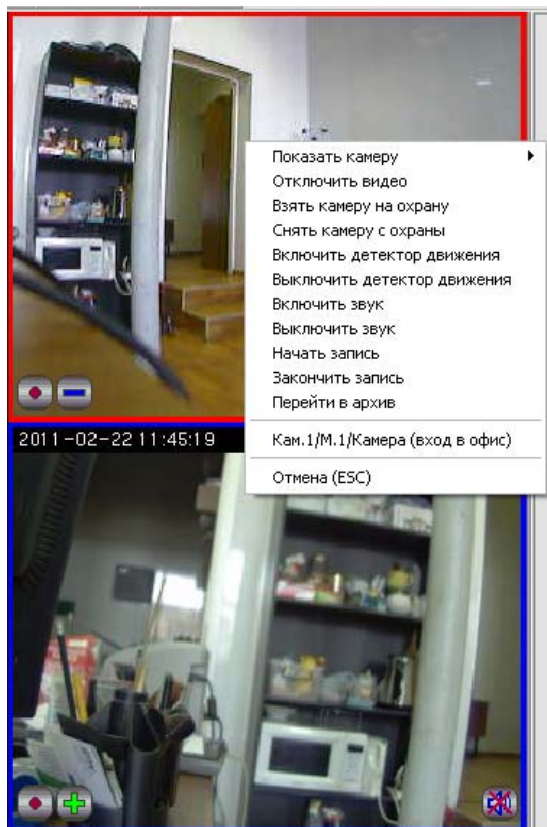 Показать камеру
Отключить видео
Взять камеру на охрану
Снять камеру с охраны
Включить детектор движения
Выключить детектор движения
Включить звук
Выключить звук
Начать запись
Закончить запись
Перейти в архив
Кам.1/М.1/Камера (вход в офис)
Отмена (ESC)
2011-02-22 11:45:19